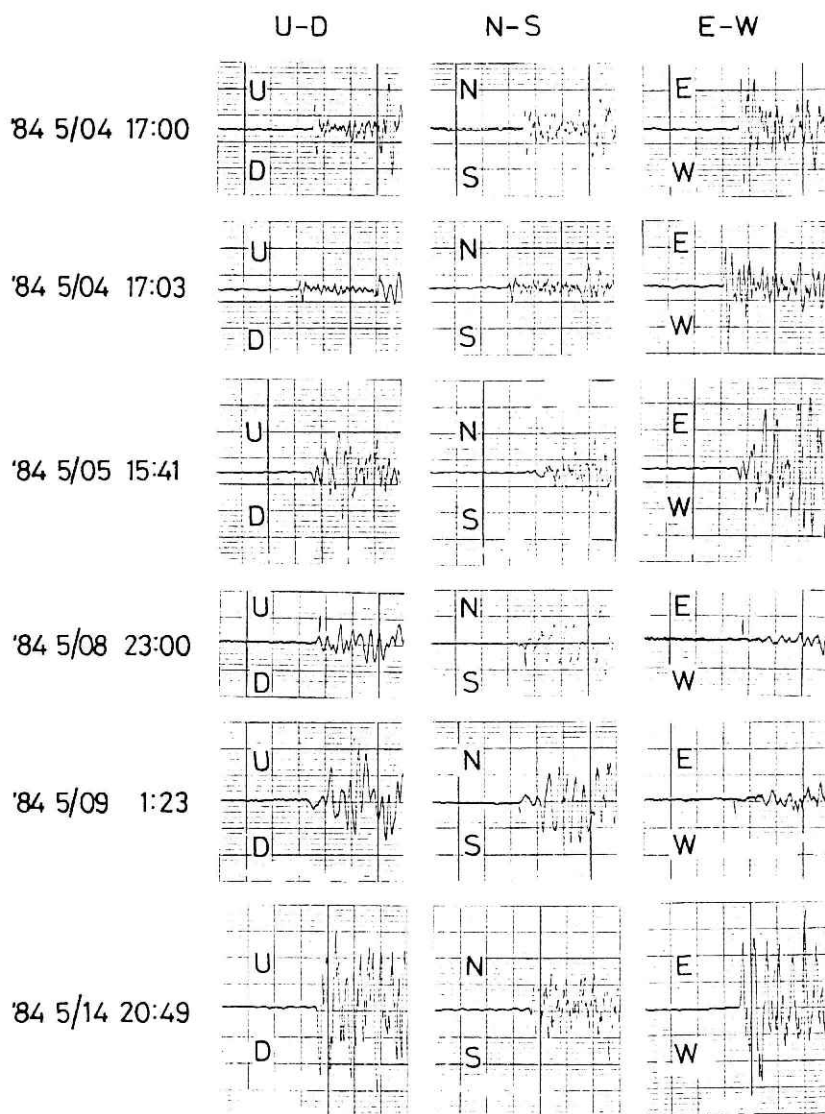 U-D N-S E-W
'84 5/04 17:00
U N E
D S W
'84 5/04 17:03
U N E
D S W
'84 5/05 15:41
U N E
D S W
'84 5/08 23:00
U N E
D S W
'84 5/09 1:23
U N E
D S W
'84 5/14 20:49
U N E
D S W